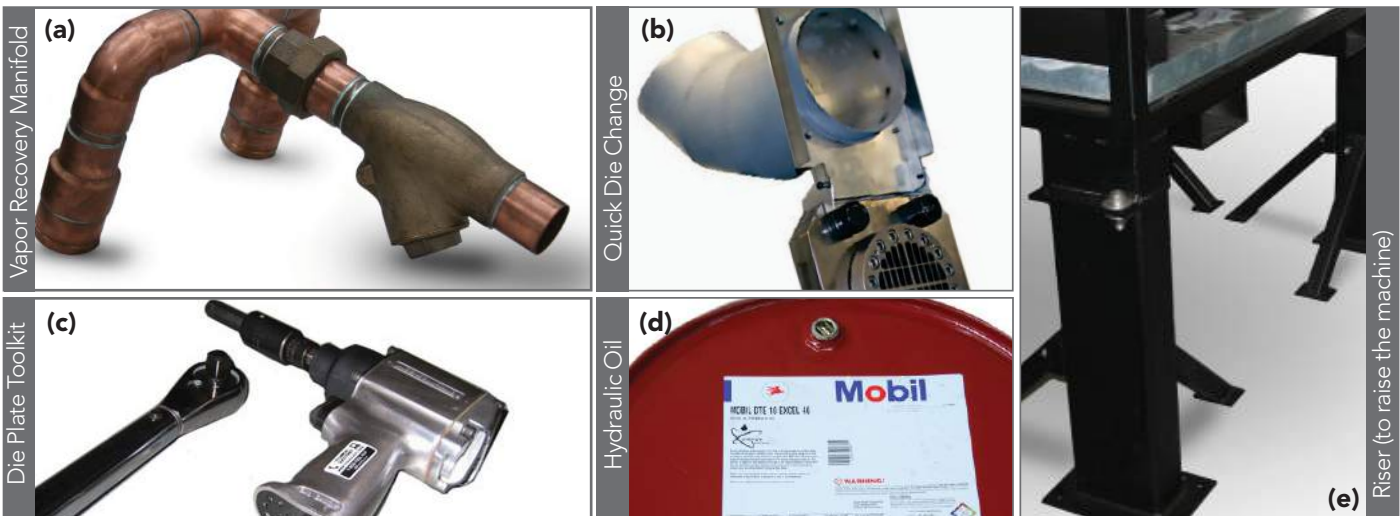 Vapor Recovery Manifold
(a)
Quick Die Change
(b)
Die Plate Toolkit
(c)
Hydraulic Oil
(d)
Mobil
MOBIL DTE 10 EXCEL 46
WARNING!
Riser (to raise the machine)
(e)